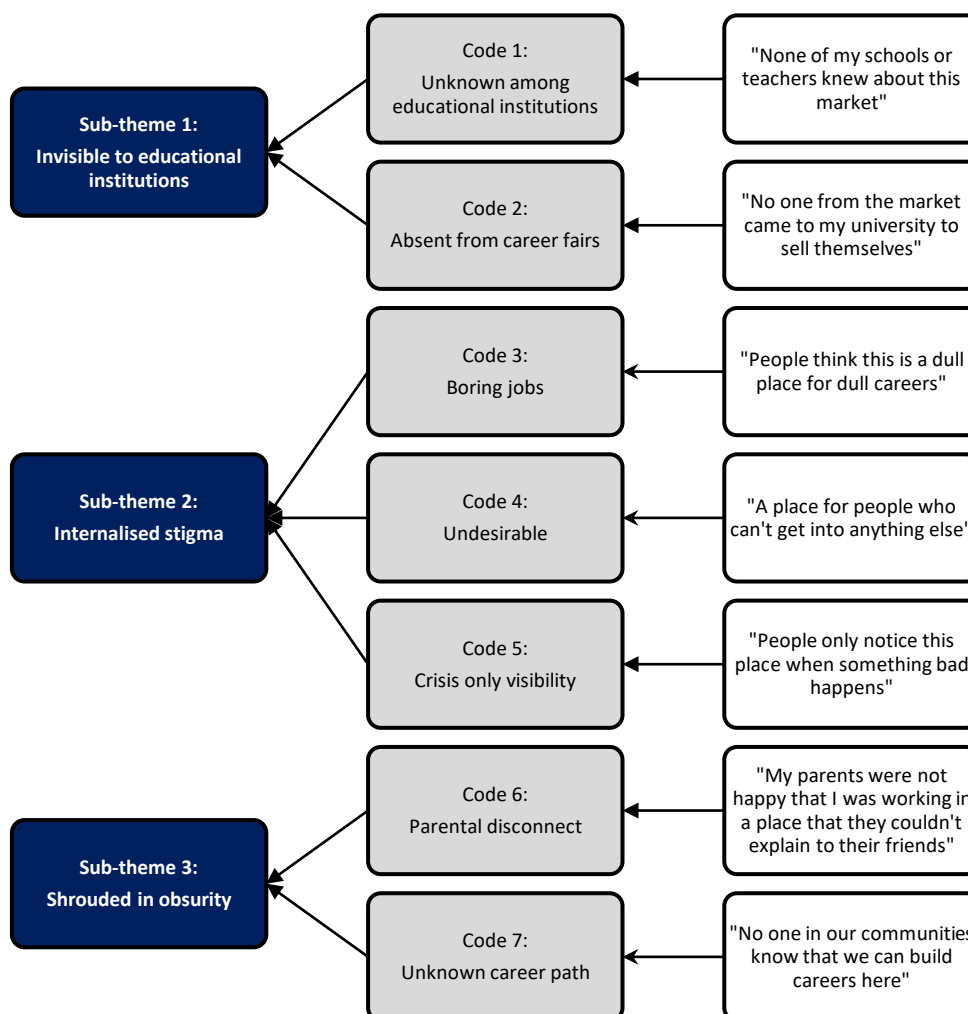 Code 1:
Unknown among
educational institutions
"None of my schools or
teachers knew about this
market"
Sub-theme 1:
Invisible to educational
institutions
Code 2:
Absent from career fairs
"No one from the market
came to my university to
sell themselves"
Code 3:
Boring jobs
"People think this is a dull
place for dull careers"
Sub-theme 2:
Internalised stigma
Code 4:
Undesirable
"A place for people who
can't get into anything else"
Code 5:
Crisis only visibility
"People only notice this
place when something bad
happens"
Code 6:
Parental disconnect
"My parents were not
happy that I was working in
a place that they couldn't
explain to their friends"
Sub-theme 3:
Shrouded in obsurity
Code 7:
Unknown career path
"No one in our communities
know that we can build
careers here"